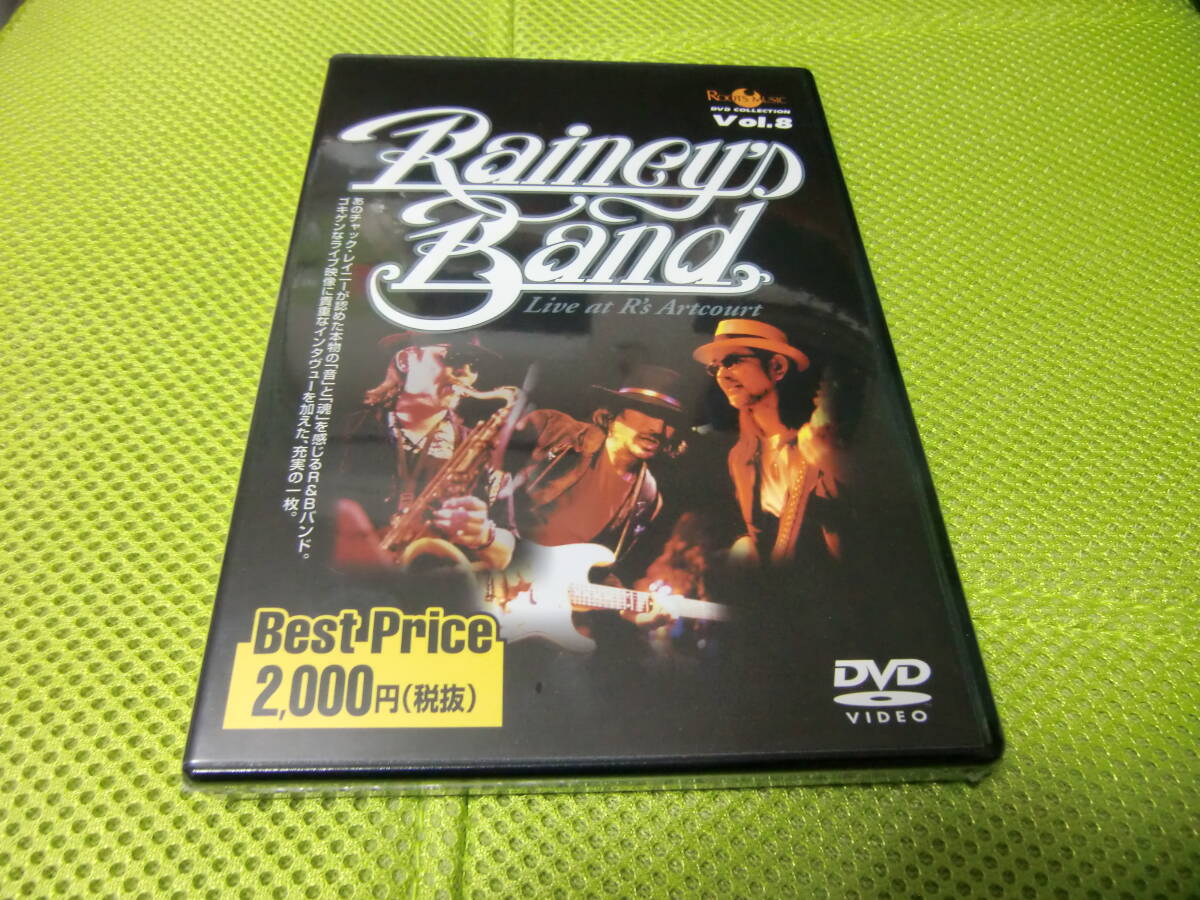 ROOTS MUSIC
DVD COLLECTION
Vol.8
Rainey's
Band
Live at R's Artcourt
あのチャック・レイニーが認めた本物の「音」と「魂」を感じるR&Bバンド。
ゴキゲンなライブ映像に貴重なインタヴューを加えた、充実の一枚。
Best Price
2,000円(税抜)
DVD
VIDEO